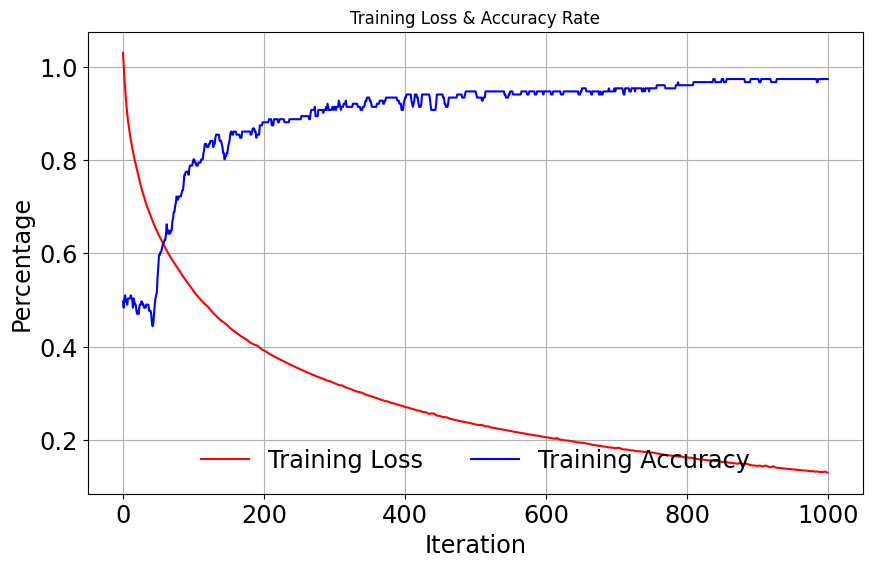 Training Loss & Accuracy Rate
1.0
0.8
0.6
0.4
0.2
Percentage
Training Loss Training Accuracy
0 200 400 600 800 1000
Iteration